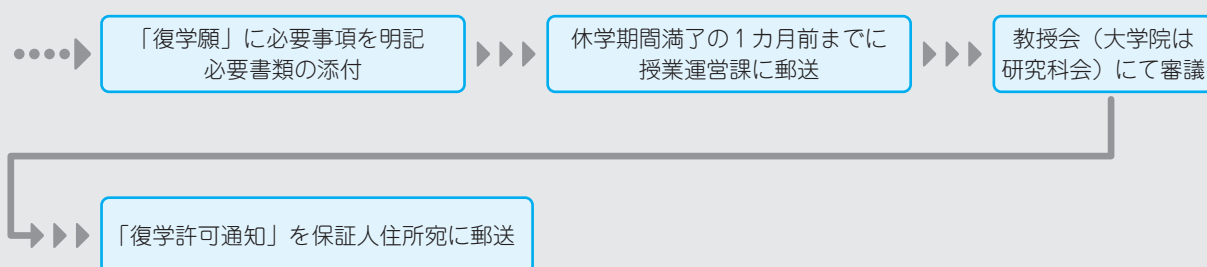 「復学願」に必要事項を明記
必要書類の添付
休学期間満了の１カ月前までに
授業運営課に郵送
教授会（大学院は
研究科会）にて審議
「復学許可通知」を保証人住所宛に郵送